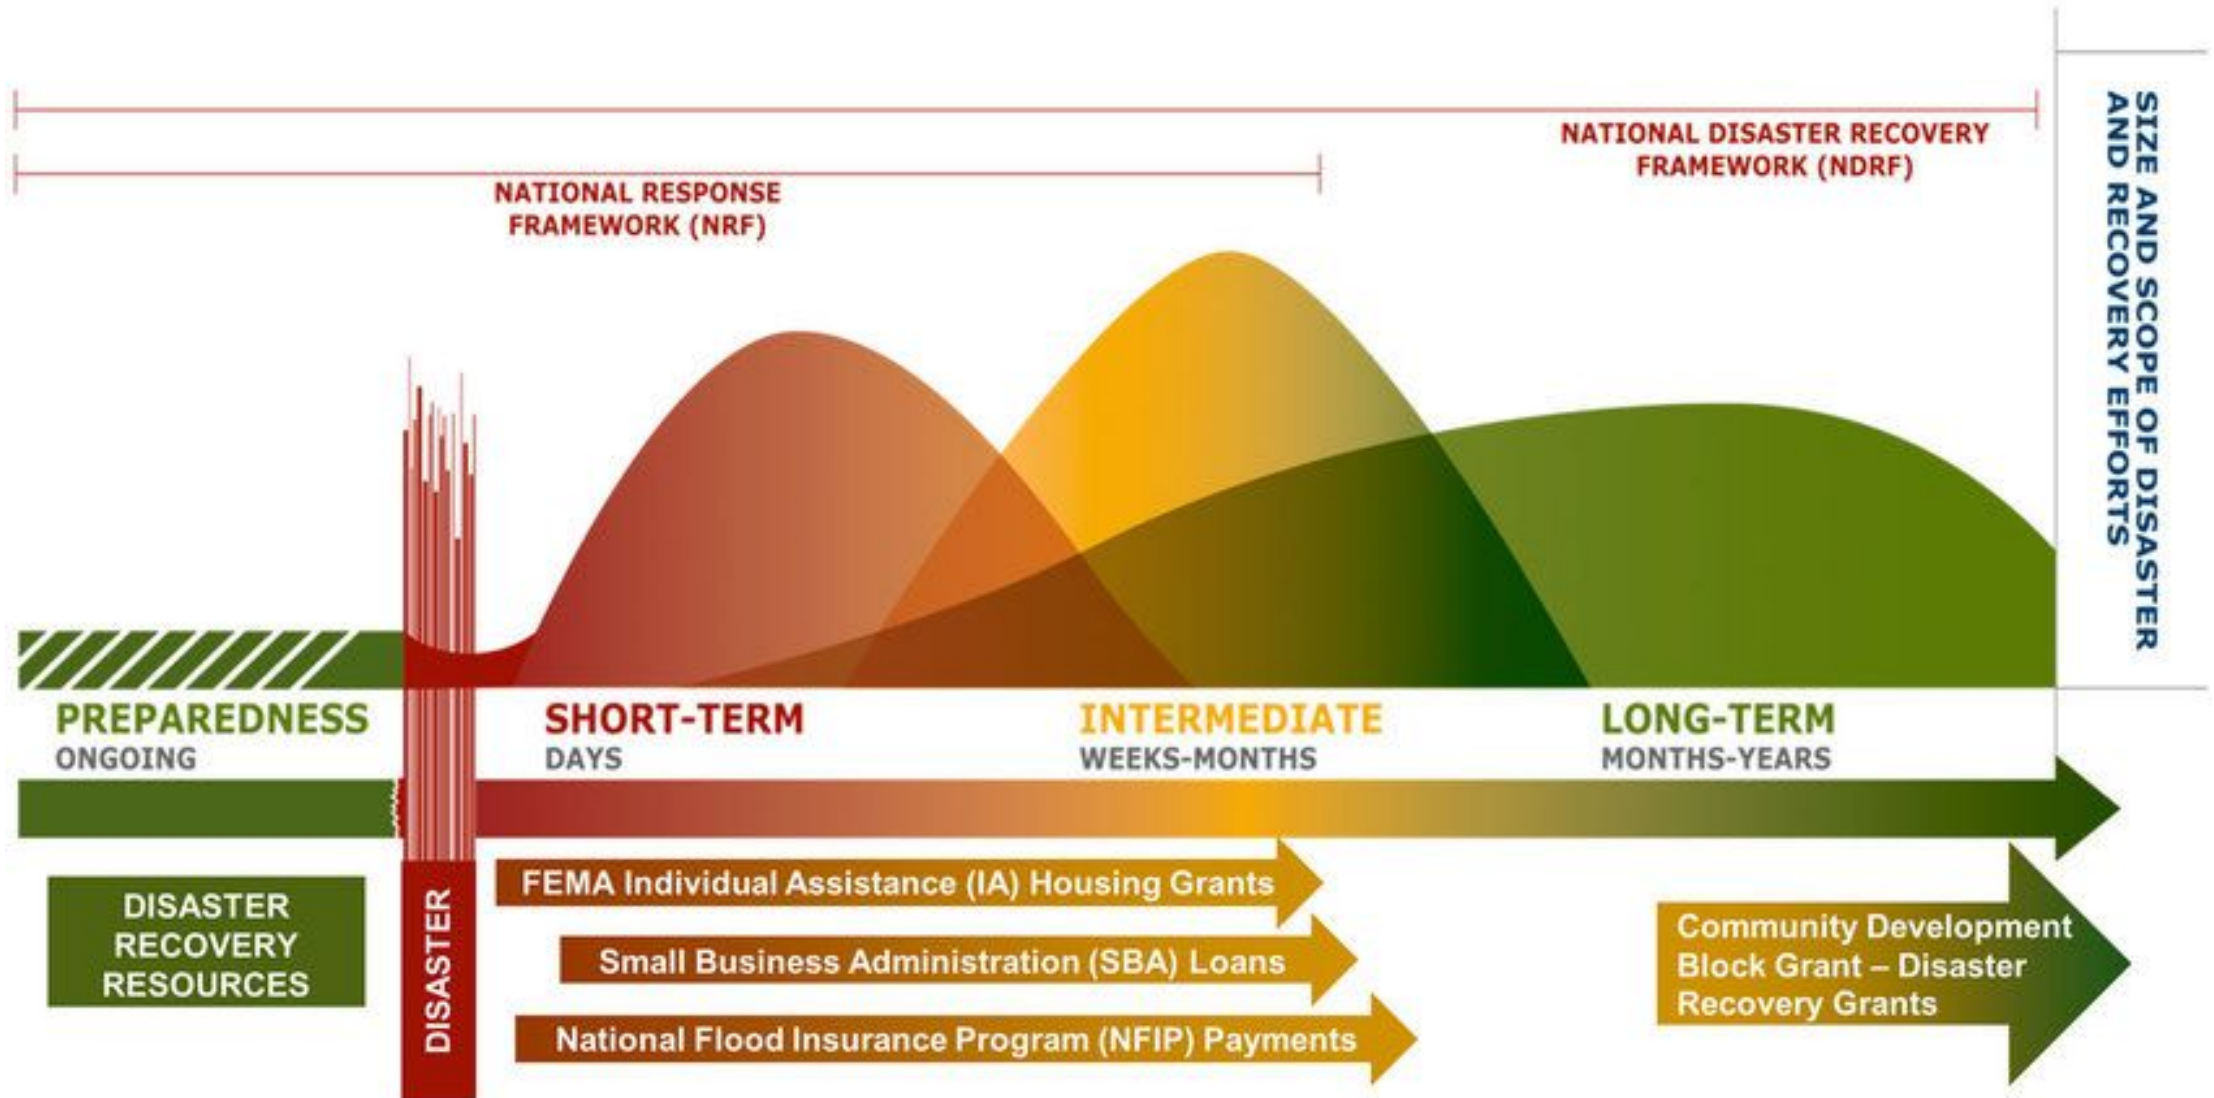 NATIONAL DISASTER RECOVERY
FRAMEWORK (NDRF)
NATIONAL RESPONSE
FRAMEWORK (NRF)
SIZE AND SCOPE OF DISASTER
AND RECOVERY EFFORTS
PREPAREDNESS
ONGOING
SHORT-TERM
DAYS
INTERMEDIATE
WEEKS-MONTHS
LONG-TERM
MONTHS-YEARS
DISASTER
RECOVERY
RESOURCES
DISASTER
FEMA Individual Assistance (IA) Housing Grants
Small Business Administration (SBA) Loans
National Flood Insurance Program (NFIP) Payments
Community Development
Block Grant – Disaster
Recovery Grants